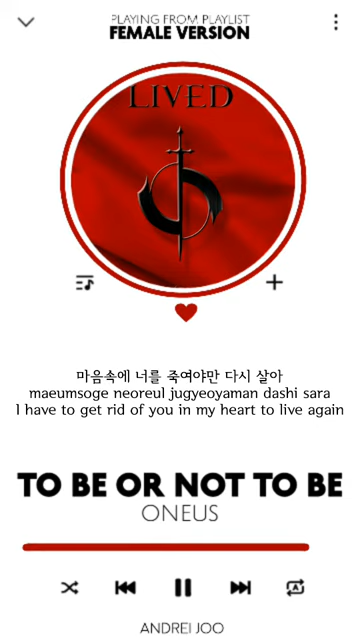 PLAYING FROM PLAYLIST
FEMALE VERSION
LIVED
마음속에 너를 죽여야만 다시 살아
maeumsoge neoreul jugyeoyaman dashi sara
I have to get rid of you in my heart to live again
TO BE OR NOT TO BE
ONEUS
A
ANDREI JOO